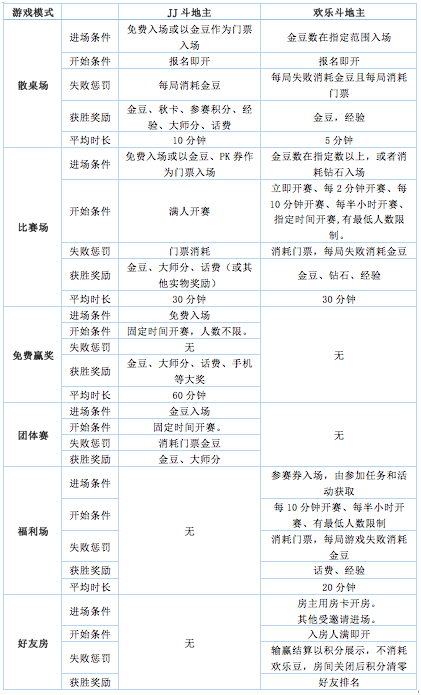 游戏模式 JJ 斗地主 欢乐斗地主
散桌场
进场条件
免费入场或以金豆作为门票
入场
金豆数在指定范围入场
开始条件 报名即开 报名即开
失败惩罚 每局消耗金豆
每局失败消耗金豆且每局消耗
门票
获胜奖励
金豆、秋卡、参赛积分、经
验、大师分、话费
金豆，经验
平均时长 10 分钟 5 分钟
比赛场
进场条件
免费入场或以金豆、PK 券作
为门票入场
金豆数在指定数以上，或者消
耗钻石入场
开始条件 满人开赛
立即开赛、每 2 分钟开赛、每
10 分钟开赛、每半小时开赛、
指定时间开赛,有最低人数限
制。
失败惩罚 门票消耗 消耗门票，每局失败消耗金豆
获胜奖励
金豆、大师分、话费（或其
他实物奖励）
金豆、钻石、经验
平均时长 30 分钟 30 分钟
免费赢奖
进场条件 免费入场
开始条件 固定时间开赛，人数不限。
失败惩罚 无
获胜奖励
金豆、大师分、话费、手机
等大奖
平均时长 60 分钟
无
团体赛
进场条件 金豆入场
开始条件 固定时间开赛。
失败惩罚 消耗门票金豆
获胜奖励 金豆、大师分
无
福利场
进场条件
无
参赛券入场，由参加任务和活
动获取
开始条件
每 10 分钟开赛、每半小时开
赛、有最低人数限制
失败惩罚
消耗门票，每局游戏失败消耗
金豆
获胜奖励 话费、经验
平均时长 20 分钟
好友房
进场条件
无
房主用房卡开房。
其他受邀请进场。
开始条件 入房人满即开
失败惩罚
输赢结算以积分展示，不消耗
欢乐豆，房间关闭后积分清零
获胜奖励 好友排名